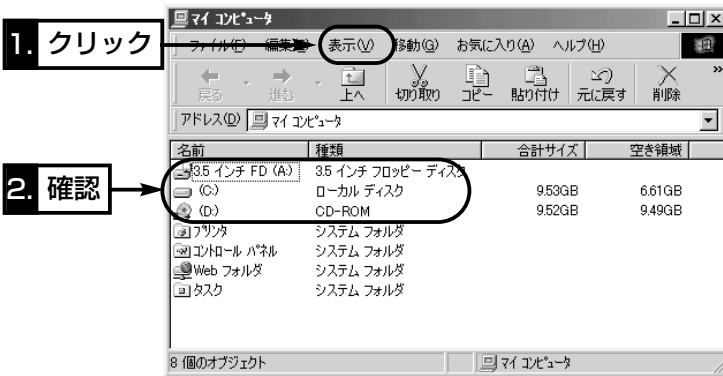 マイ コンピュータ
1. クリック
ファイル(F) 編集(E) 表示(V) 移動(G) お気に入り(A) ヘルプ(H)
戻る 進む 上へ 切り取り コピー 貼り付け 元に戻す 削除 »
アドレス(D) マイ コンピュータ
名前 種類 合計サイズ 空き領域
3.5 インチ FD (A:) 3.5 インチ フロッピー ディスク
2. 確認
(C:) ローカル ディスク 9.53GB 6.61GB
(D:) CD-ROM 9.52GB 9.49GB
プリンタ システム フォルダ
コントロール パネル システム フォルダ
Web フォルダ システム フォルダ
タスク システム フォルダ
8 個のオブジェクト マイ コンピュータ